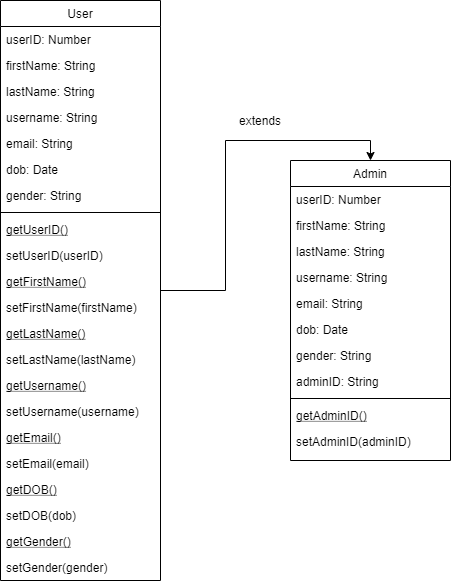 User
userID: Number
firstName: String
lastName: String
username: String
email: String
dob: Date
gender: String
getUserID()
setUserID(userID)
getFirstName()
setFirstName(firstName)
getLastName()
setLastName(lastName)
getUsername()
setUsername(username)
getEmail()
setEmail(email)
getDOB()
setDOB(dob)
getGender()
setGender(gender)
extends
Admin
userID: Number
firstName: String
lastName: String
username: String
email: String
dob: Date
gender: String
adminID: String
getAdminID()
setAdminID(adminID)